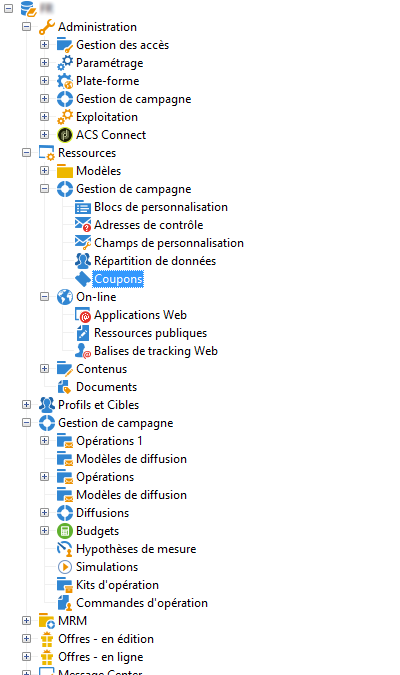 Administration
Gestion des accès
Paramétrage
Plate-forme
Gestion de campagne
Exploitation
ACS Connect
Ressources
Modèles
Gestion de campagne
Blocs de personnalisation
Adresses de contrôle
Champs de personnalisation
Répartition de données
Coupons
On-line
Applications Web
Ressources publiques
Balises de tracking Web
Contenus
Documents
Profils et Cibles
Gestion de campagne
Opérations 1
Modèles de diffusion
Opérations
Modèles de diffusion
Diffusions
Budgets
Hypothèses de mesure
Simulations
Kits d'opération
Commandes d'opération
MRM
Offres - en édition
Offres - en ligne
Message Center